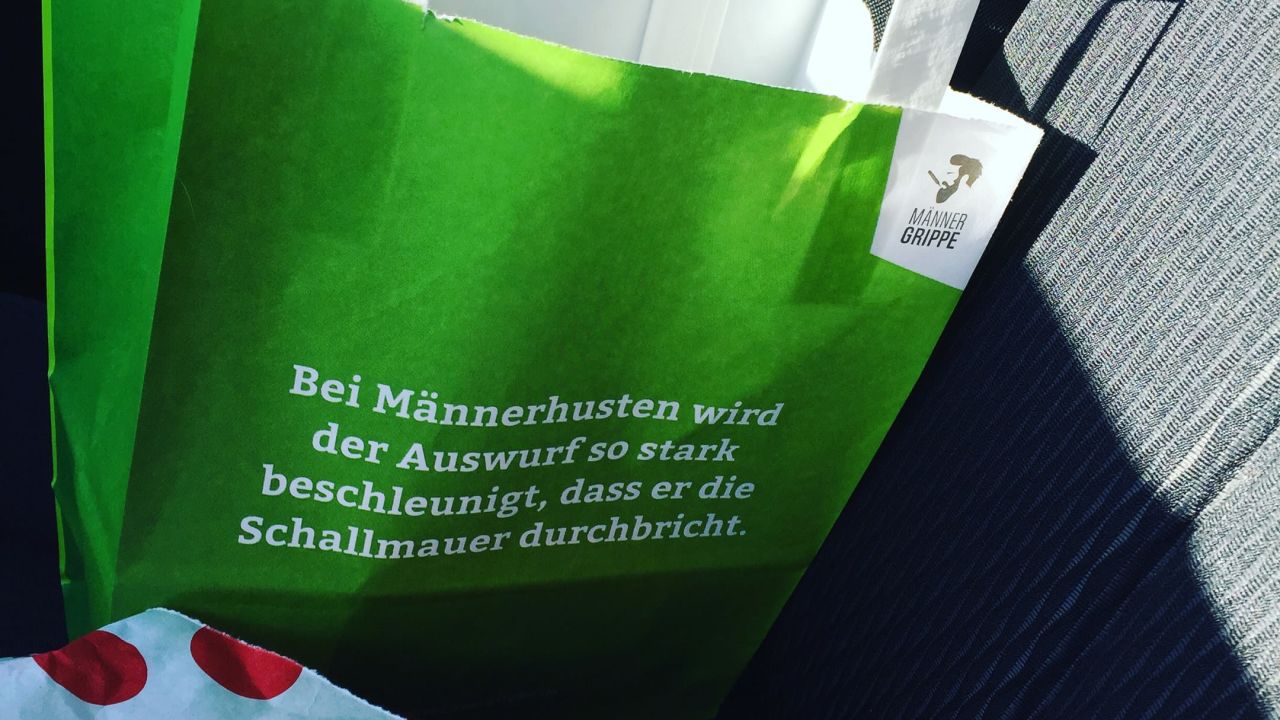 MÄNNER
GRIPPE
Bei Männerhusten wird
der Auswurf so stark
beschleunigt, dass er die
Schallmauer durchbricht.